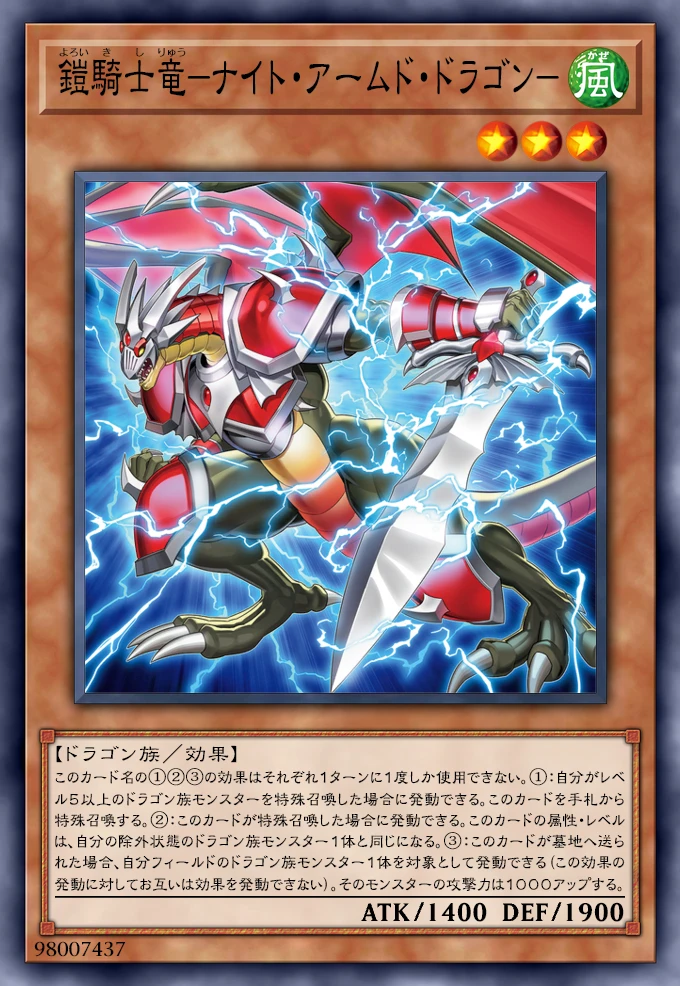 よろいきしりゅう
鎧騎士竜－ナイト・アームド・ドラゴン－
かぜ
風
【ドラゴン族／効果】
このカード名の①②③の効果はそれぞれ１ターンに１度しか使用できない。①：自分がレベ
ル５以上のドラゴン族モンスターを特殊召喚した場合に発動できる。このカードを手札から
特殊召喚する。②：このカードが特殊召喚した場合に発動できる。このカードの属性・レベル
は、自分の除外状態のドラゴン族モンスター１体と同じになる。③：このカードが墓地へ送ら
れた場合、自分フィールドのドラゴン族モンスター１体を対象として発動できる（この効果の
発動に対してお互いは効果を発動できない）。そのモンスターの攻撃力は１０００アップする。
ATK/1400 DEF/1900
98007437